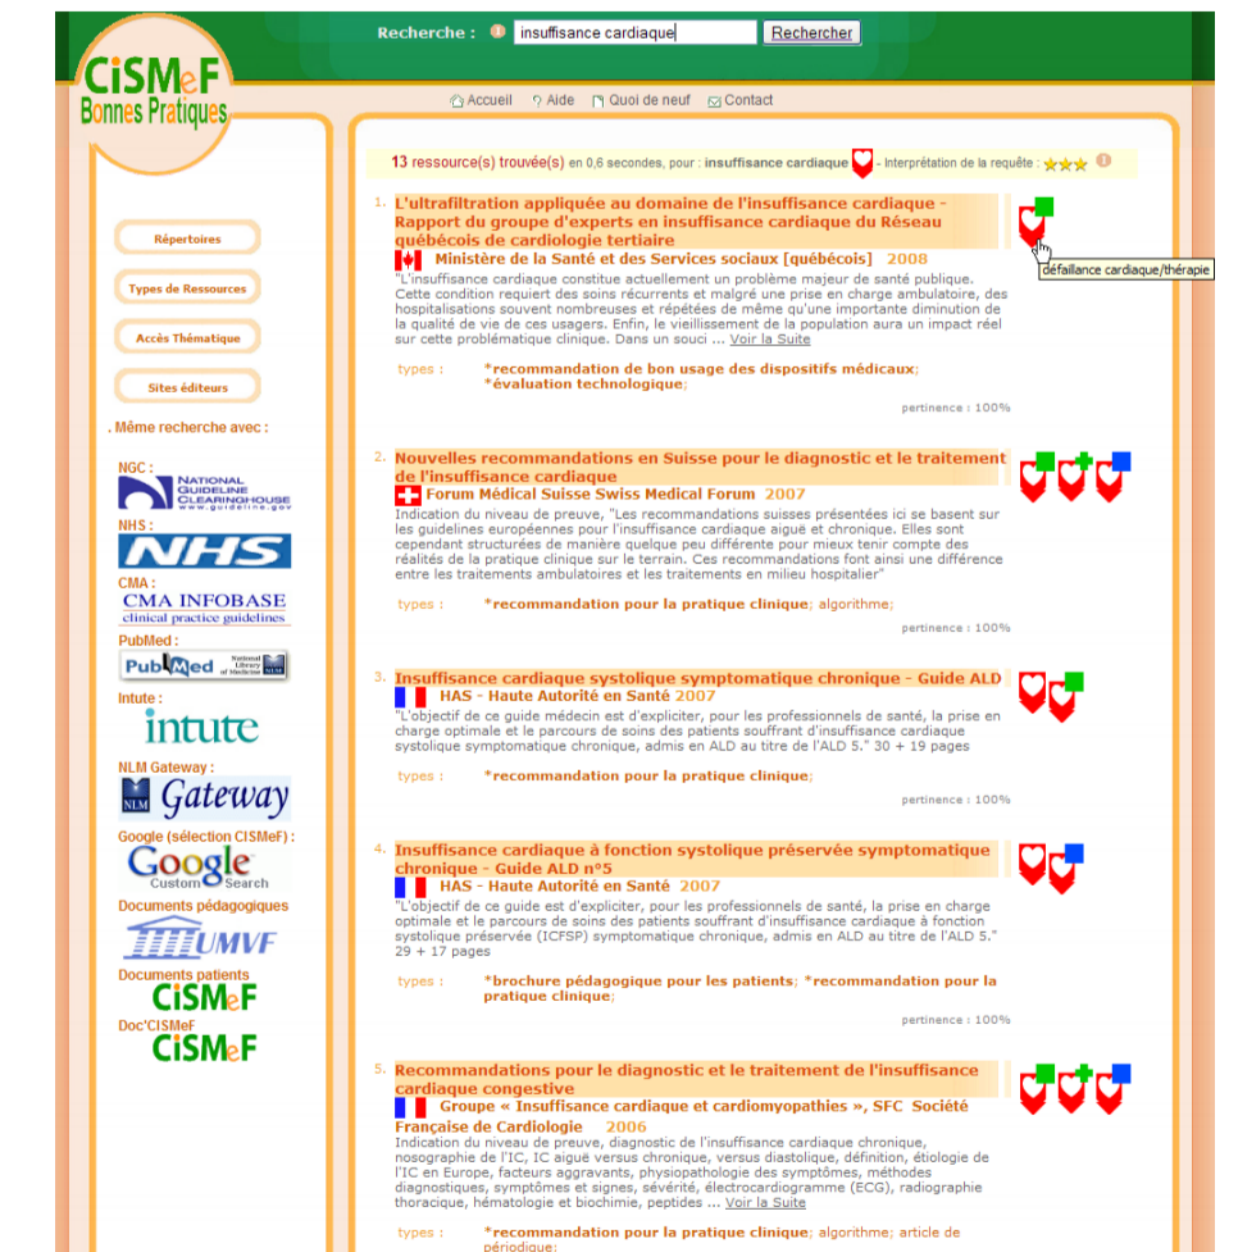 Recherche : insuffisance cardiaque Rechercher
CiSMeF
Bonnes Pratiques
Accueil Aide Quoi de neuf Contact
Répertoires
Types de Ressources
Accès Thématique
Sites éditeurs
. Même recherche avec :
NGC :
NATIONAL
GUIDELINE
CLEARINGHOUSE
www.guideline.gov
NHS :
NHS
CMA :
CMA INFOBASE
clinical practice guidelines
PubMed :
PubMed National Library of Medicine NLM
Intute :
intute
NLM Gateway :
NLM Gateway
Google (sélection CISMeF) :
Google
Custom Search
Documents pédagogiques
UMVF
Documents patients
CiSMeF
Doc'CISMeF
CiSMeF
13 ressource(s) trouvée(s) en 0,6 secondes, pour : insuffisance cardiaque - Interprétation de la requête :
1. L'ultrafiltration appliquée au domaine de l'insuffisance cardiaque -
Rapport du groupe d'experts en insuffisance cardiaque du Réseau
québécois de cardiologie tertiaire
Ministère de la Santé et des Services sociaux [québécois] 2008
défaillance cardiaque/thérapie
"L'insuffisance cardiaque constitue actuellement un problème majeur de santé publique.
Cette condition requiert des soins récurrents et malgré une prise en charge ambulatoire, des
hospitalisations souvent nombreuses et répétées de même qu'une importante diminution de
la qualité de vie de ces usagers. Enfin, le vieillissement de la population aura un impact réel
sur cette problématique clinique. Dans un souci ... Voir la Suite
types : *recommandation de bon usage des dispositifs médicaux;
*évaluation technologique;
pertinence : 100%
2. Nouvelles recommandations en Suisse pour le diagnostic et le traitement
de l'insuffisance cardiaque
Forum Médical Suisse Swiss Medical Forum 2007
Indication du niveau de preuve, "Les recommandations suisses présentées ici se basent sur
les guidelines européennes pour l'insuffisance cardiaque aiguë et chronique. Elles sont
cependant structurées de manière quelque peu différente pour mieux tenir compte des
réalités de la pratique clinique sur le terrain. Ces recommandations font ainsi une différence
entre les traitements ambulatoires et les traitements en milieu hospitalier"
types : *recommandation pour la pratique clinique; algorithme;
pertinence : 100%
3. Insuffisance cardiaque systolique symptomatique chronique - Guide ALD
HAS - Haute Autorité en Santé 2007
"L'objectif de ce guide médecin est d'expliciter, pour les professionnels de santé, la prise en
charge optimale et le parcours de soins des patients souffrant d'insuffisance cardiaque
systolique symptomatique chronique, admis en ALD au titre de l'ALD 5." 30 + 19 pages
types : *recommandation pour la pratique clinique;
pertinence : 100%
4. Insuffisance cardiaque à fonction systolique préservée symptomatique
chronique - Guide ALD n°5
HAS - Haute Autorité en Santé 2007
"L'objectif de ce guide est d'expliciter, pour les professionnels de santé, la prise en charge
optimale et le parcours de soins des patients souffrant d'insuffisance cardiaque à fonction
systolique préservée (ICFSP) symptomatique chronique, admis en ALD au titre de l'ALD 5."
29 + 17 pages
types : *brochure pédagogique pour les patients; *recommandation pour la
pratique clinique;
pertinence : 100%
5. Recommandations pour le diagnostic et le traitement de l'insuffisance
cardiaque congestive
Groupe « Insuffisance cardiaque et cardiomyopathies », SFC Société
Française de Cardiologie 2006
Indication du niveau de preuve, diagnostic de l'insuffisance cardiaque chronique,
nosographie de l'IC, IC aiguë versus chronique, versus diastolique, définition, étiologie de
l'IC en Europe, facteurs aggravants, physiopathologie des symptômes, méthodes
diagnostiques, symptômes et signes, sévérité, électrocardiogramme (ECG), radiographie
thoracique, hématologie et biochimie, peptides ... Voir la Suite
types : *recommandation pour la pratique clinique; algorithme; article de
périodique;